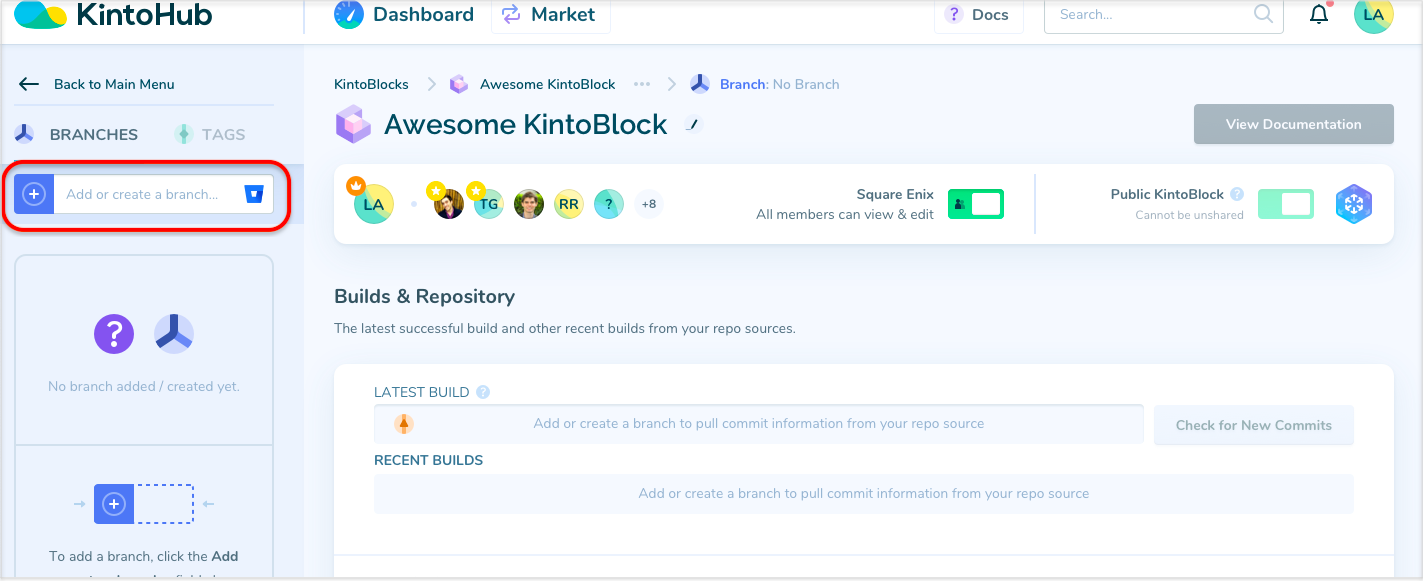 KintoHub
Dashboard
Market
? Docs
Search...
LA
Back to Main Menu
BRANCHES
TAGS
Add or create a branch...
?
No branch added / created yet.
To add a branch, click the Add
KintoBlocks
Awesome KintoBlock
Branch: No Branch
Awesome KintoBlock
View Documentation
LA
TG
RR
?
+8
Square Enix
All members can view & edit
Public KintoBlock ?
Cannot be unshared
Builds & Repository
The latest successful build and other recent builds from your repo sources.
LATEST BUILD ?
Add or create a branch to pull commit information from your repo source
Check for New Commits
RECENT BUILDS
Add or create a branch to pull commit information from your repo source